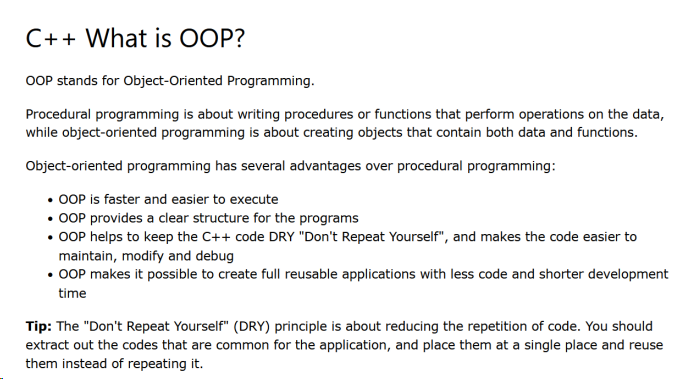 C++ What is OOP?
OOP stands for Object-Oriented Programming.
Procedural programming is about writing procedures or functions that perform operations on the data,
while object-oriented programming is about creating objects that contain both data and functions.
Object-oriented programming has several advantages over procedural programming:
• OOP is faster and easier to execute
• OOP provides a clear structure for the programs
• OOP helps to keep the C++ code DRY "Don't Repeat Yourself", and makes the code easier to
maintain, modify and debug
• OOP makes it possible to create full reusable applications with less code and shorter development
time
Tip: The "Don't Repeat Yourself" (DRY) principle is about reducing the repetition of code. You should
extract out the codes that are common for the application, and place them at a single place and reuse
them instead of repeating it.